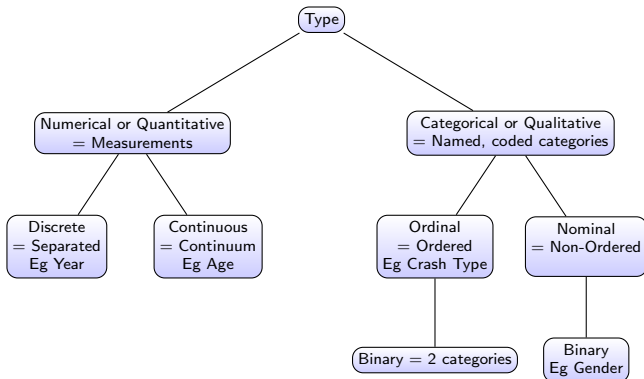 Type
Numerical or Quantitative
= Measurements
Categorical or Qualitative
= Named, coded categories
Discrete
= Separated
Eg Year
Continuous
= Continuum
Eg Age
Ordinal
= Ordered
Eg Crash Type
Nominal
= Non-Ordered
Binary = 2 categories
Binary
Eg Gender